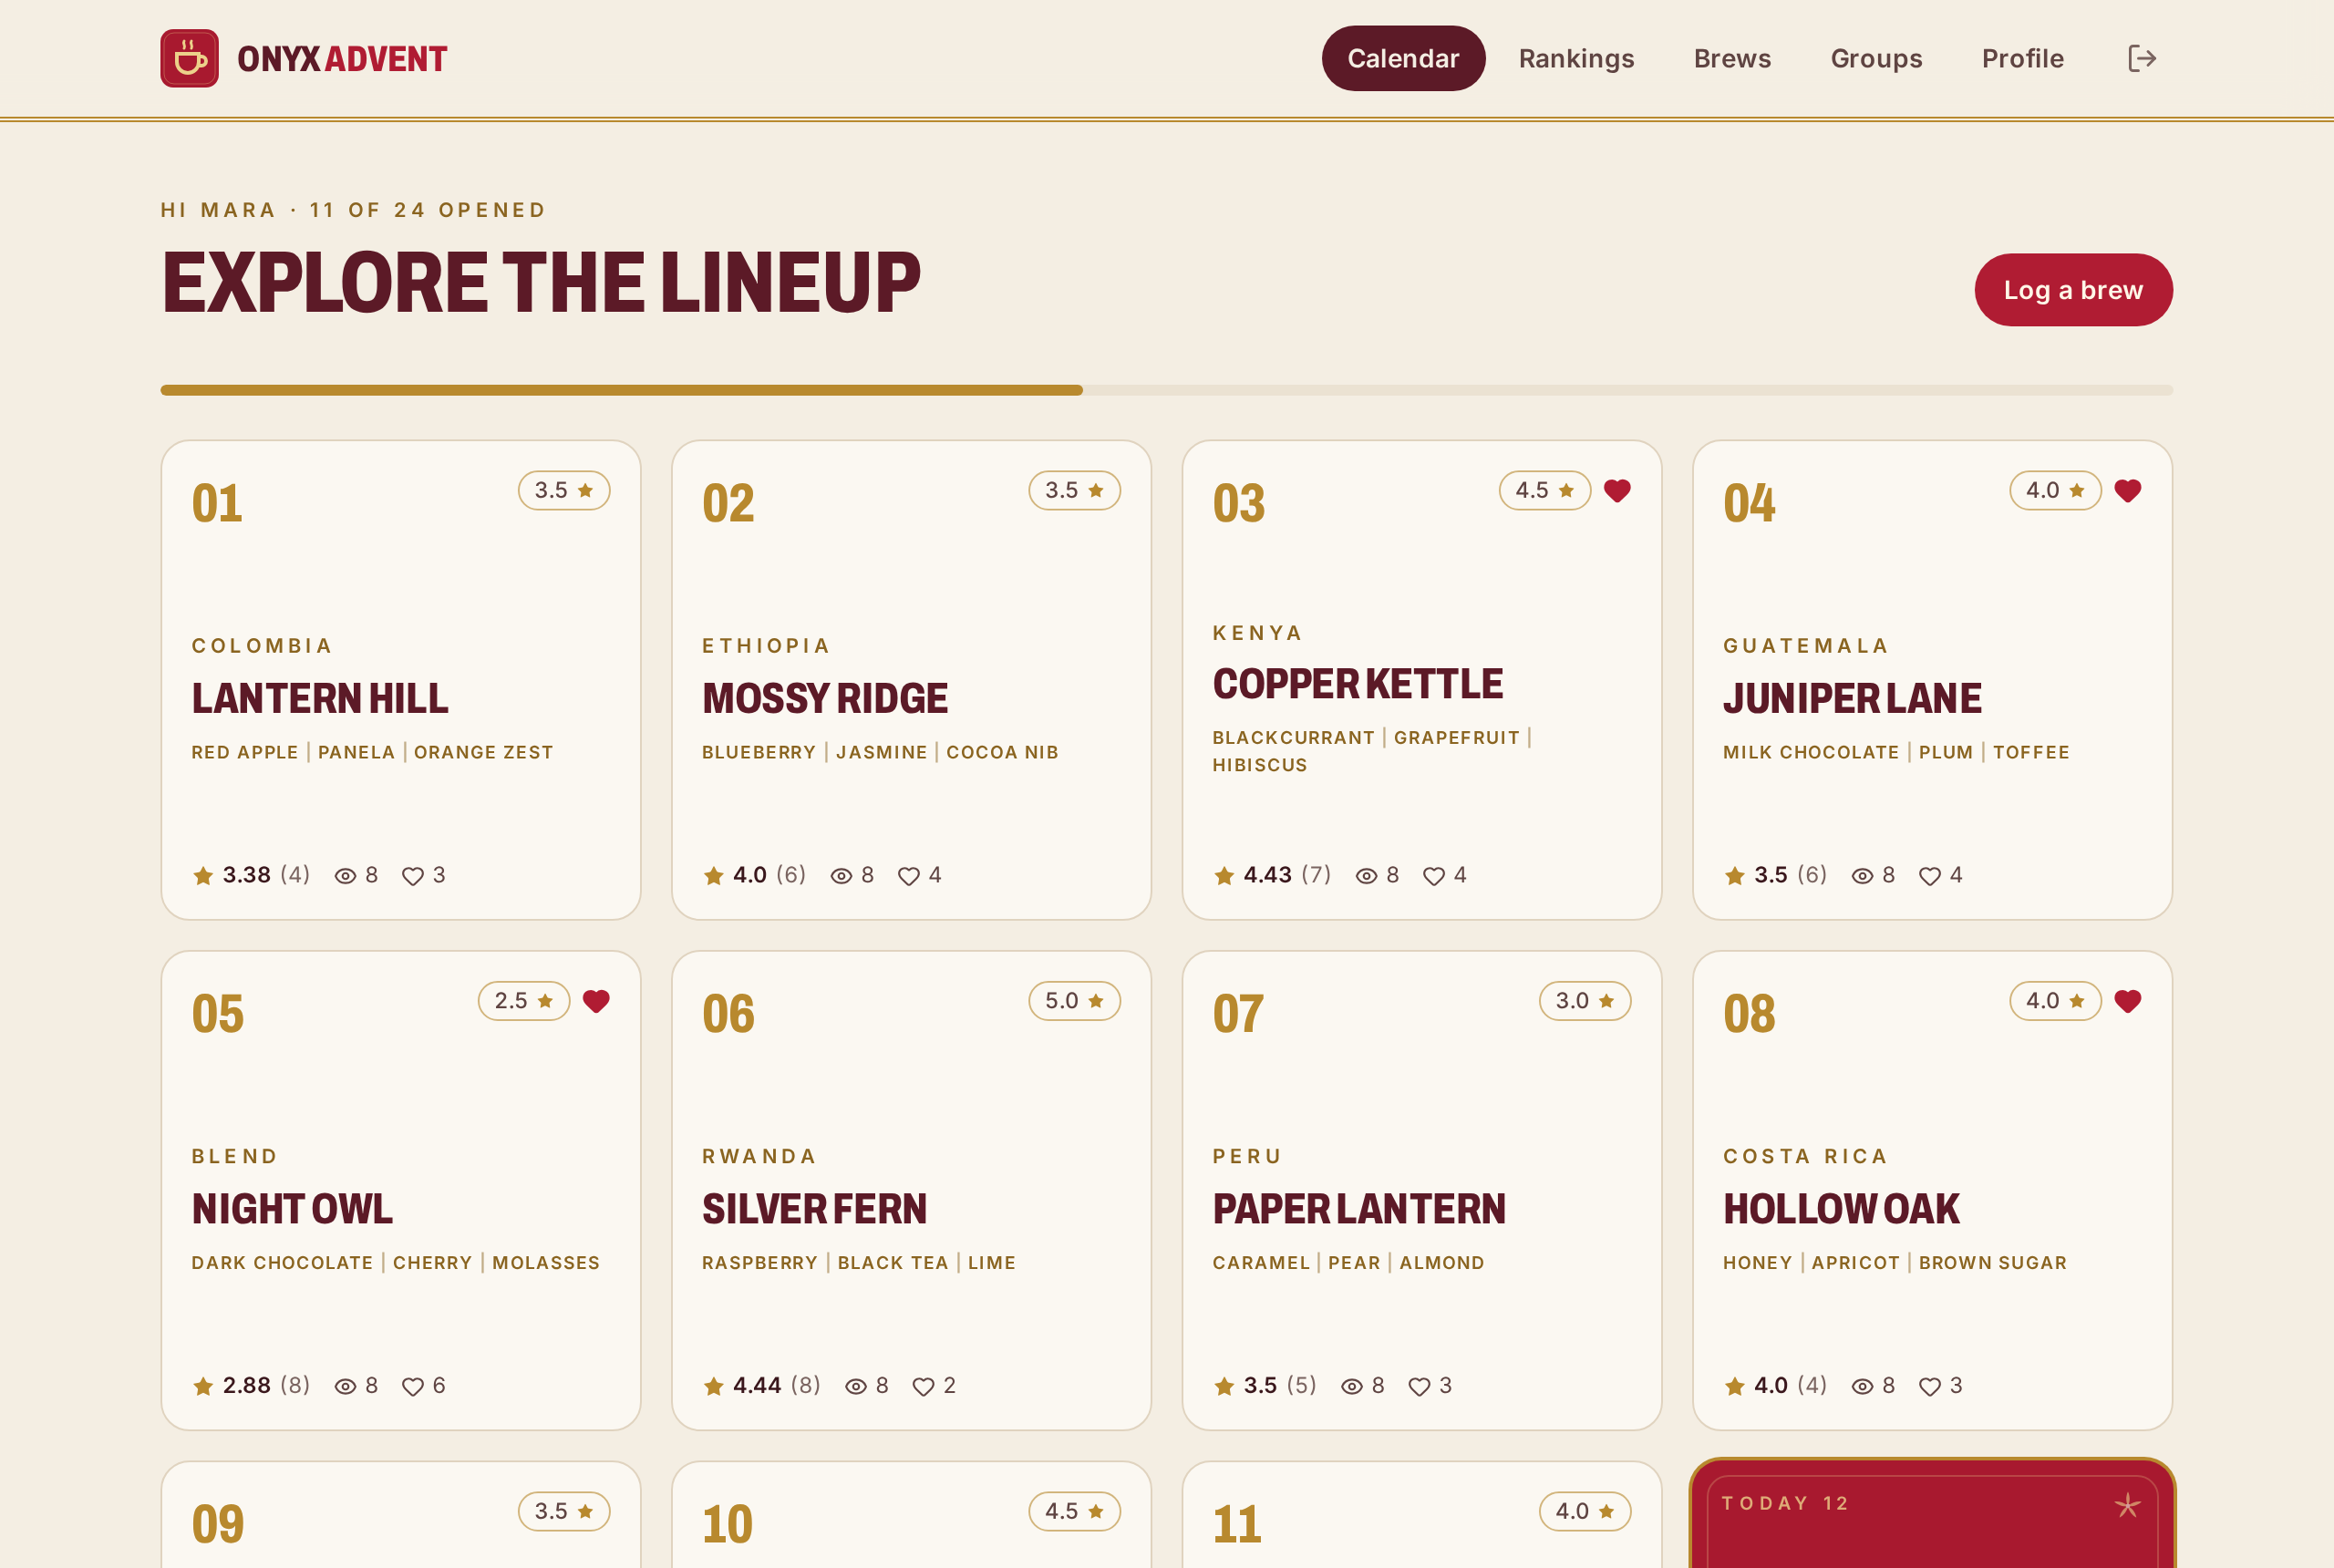 ONYX ADVENT
Calendar
Rankings
Brews
Groups
Profile
HI MARA · 11 OF 24 OPENED
EXPLORE THE LINEUP
Log a brew
01
3.5
COLOMBIA
LANTERN HILL
RED APPLE | PANELA | ORANGE ZEST
3.38 (4) 8 3
02
3.5
ETHIOPIA
MOSSY RIDGE
BLUEBERRY | JASMINE | COCOA NIB
4.0 (6) 8 4
03
4.5
KENYA
COPPER KETTLE
BLACKCURRANT | GRAPEFRUIT |
HIBISCUS
4.43 (7) 8 4
04
4.0
GUATEMALA
JUNIPER LANE
MILK CHOCOLATE | PLUM | TOFFEE
3.5 (6) 8 4
05
2.5
BLEND
NIGHT OWL
DARK CHOCOLATE | CHERRY | MOLASSES
2.88 (8) 8 6
06
5.0
RWANDA
SILVER FERN
RASPBERRY | BLACK TEA | LIME
4.44 (8) 8 2
07
3.0
PERU
PAPER LANTERN
CARAMEL | PEAR | ALMOND
3.5 (5) 8 3
08
4.0
COSTA RICA
HOLLOW OAK
HONEY | APRICOT | BROWN SUGAR
4.0 (4) 8 3
09
3.5
10
4.5
11
4.0
TODAY 12